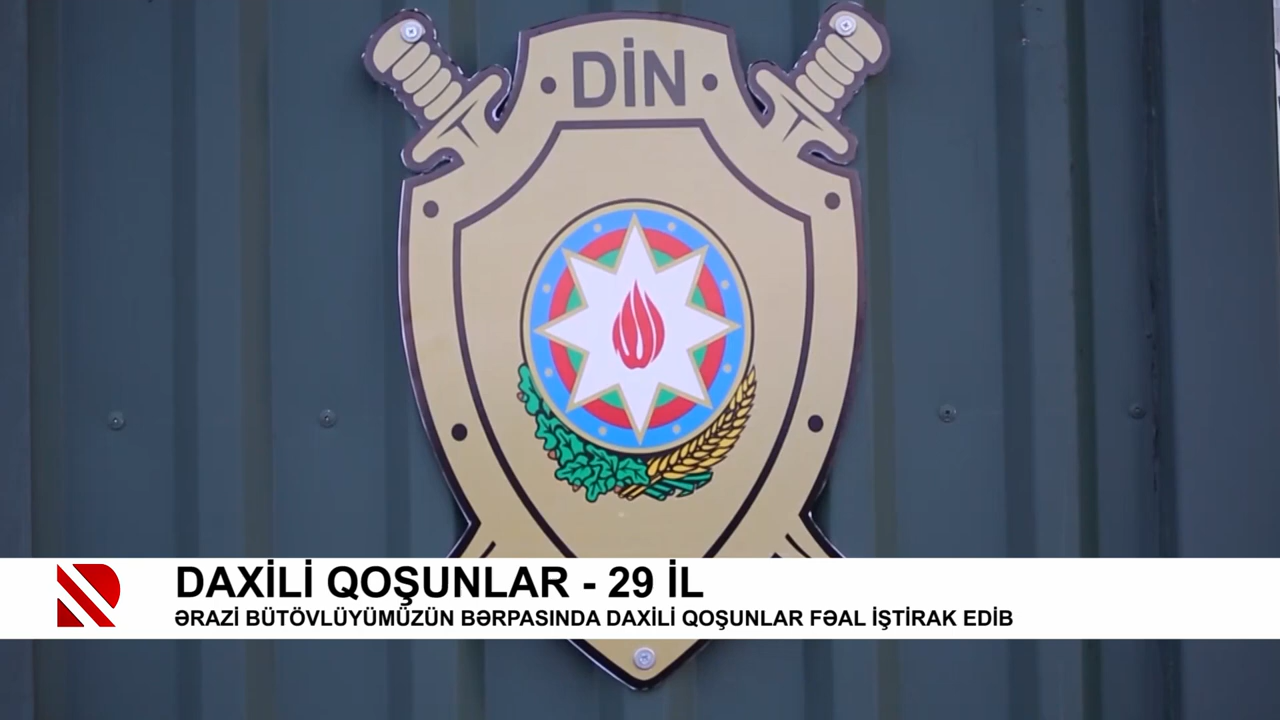 DİN
DAXİLİ QOŞUNLAR - 29 İL
ƏRAZİ BÜTÖVLÜYÜMÜZÜN BƏRPASINDA DAXİLİ QOŞUNLAR FƏAL İŞTİRAK EDİB